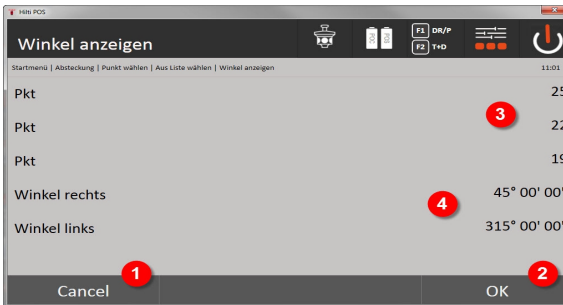 Hilti POS
Winkel anzeigen
POC
POS
F1 DR/P
F2 T+D
Startmenü | Absteckung | Punkt wählen | Aus Liste wählen | Winkel anzeigen 11:01
Pkt 25
3
Pkt 22
Pkt 19
Winkel rechts 45° 00' 00'
4
Winkel links 315° 00' 00'
1
2
Cancel OK